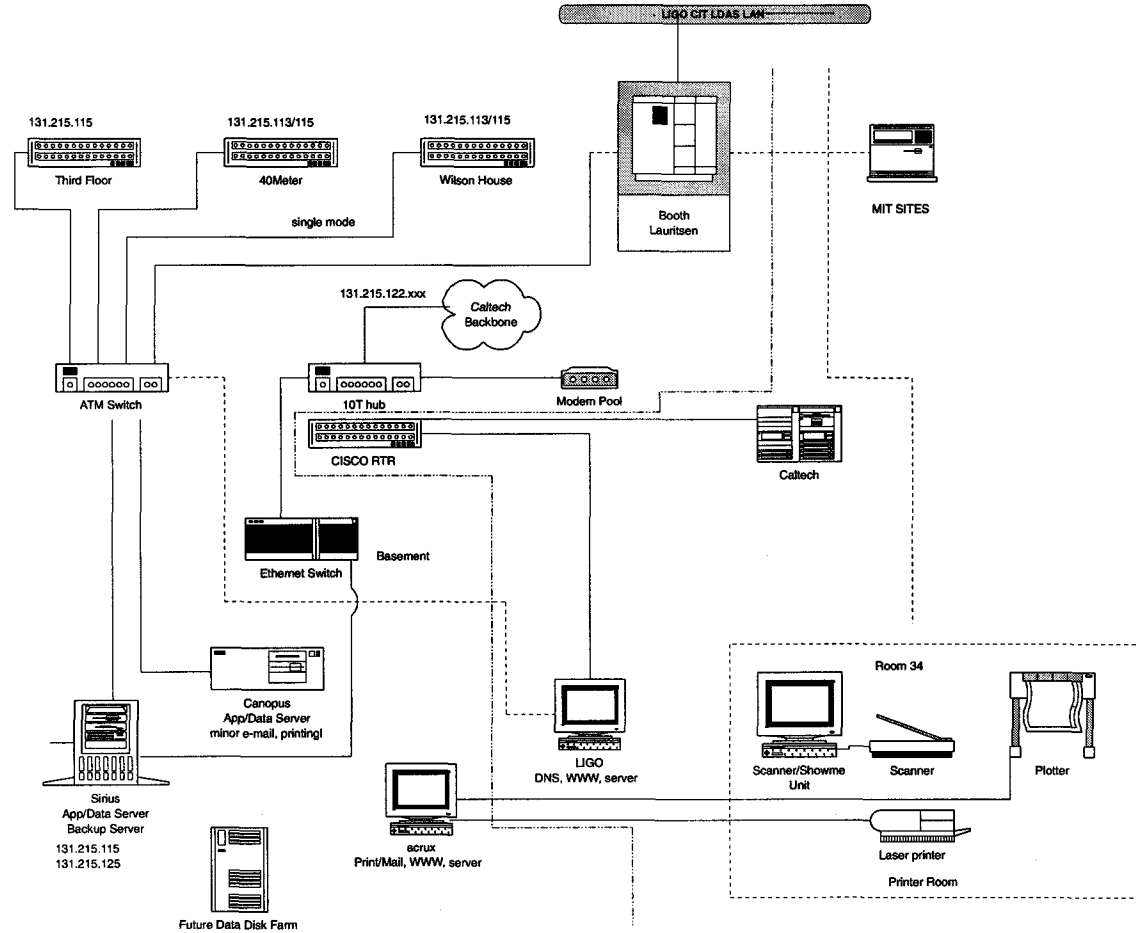 LIGO CIT LDAS LAN
131.215.115
131.215.113/115
131.215.113/115
Third Floor
40Meter
Wilson House
Booth
Lauritsen
MIT SITES
single mode
131.215.122.xxx
Caltech
Backbone
ATM Switch
10T hub
Modem Pool
CISCO RTR
Caltech
Ethernet Switch
Basement
Room 34
Canopus
App/Data Server
minor e-mail, printingl
LIGO
DNS, WWW, server
Scanner/Showme
Unit
Scanner
Plotter
Sirius
App/Data Server
Backup Server
131.215.115
131.215.125
acrux
Print/Mail, WWW, server
Laser printer
Printer Room
Future Data Disk Farm